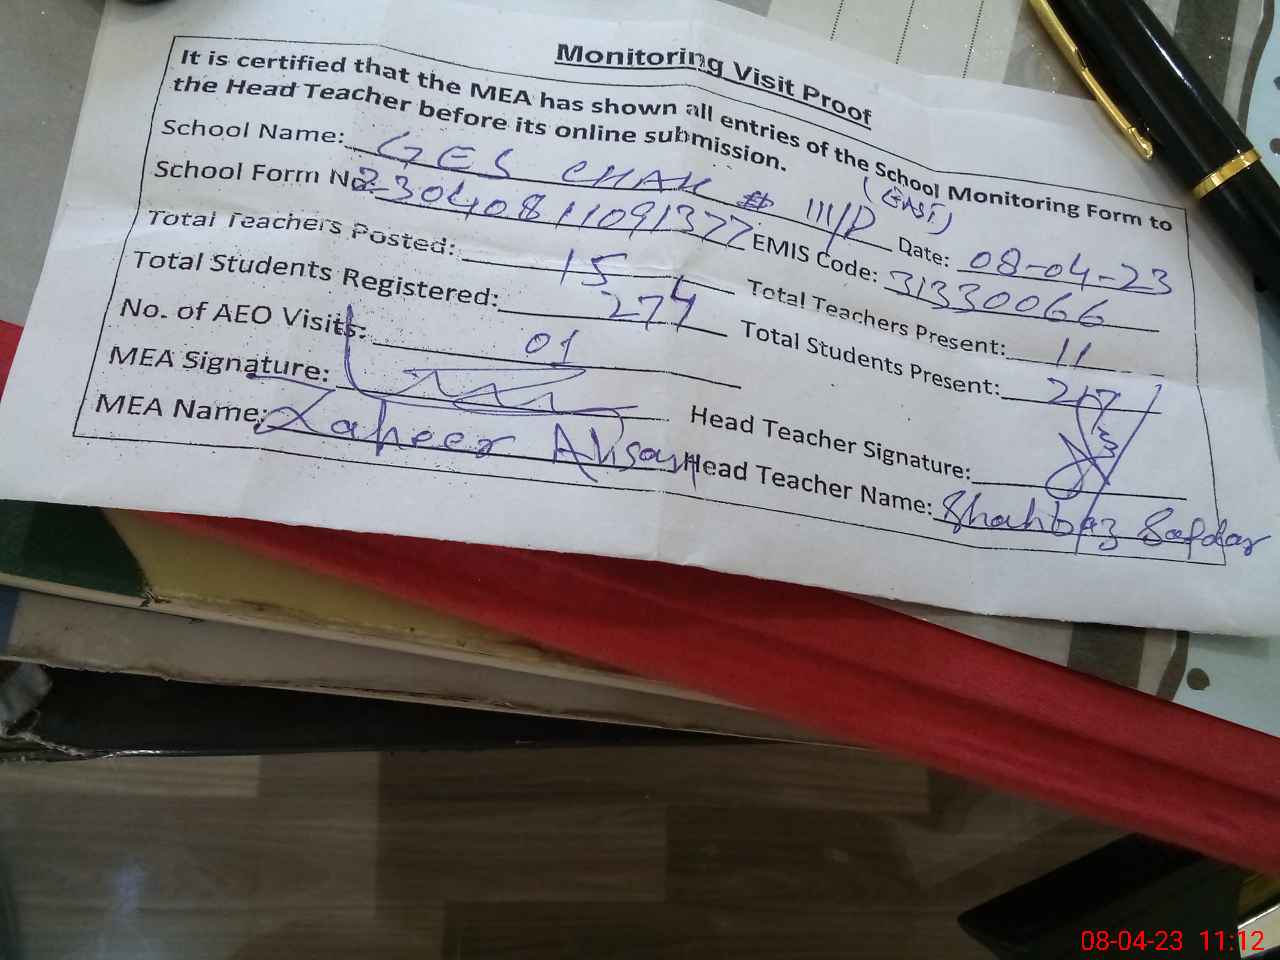 Monitoring Visit Proof
It is certified that the MEA has shown all entries of the School Monitoring Form to
the Head Teacher before its online submission.
School Name: GES CHAK # 111/P (EAST) Date: 08-04-23
School Form No. 23040811091377 EMIS Code: 31330066
Total Teachers Posted: 15 Total Teachers Present: 11
Total Students Registered: 274 Total Students Present: 217
No. of AEO Visits: 01
MEA Signature: Head Teacher Signature:
MEA Name: Zaheer Ahsan Head Teacher Name: Shahbaz Safdar
08-04-23 11:12